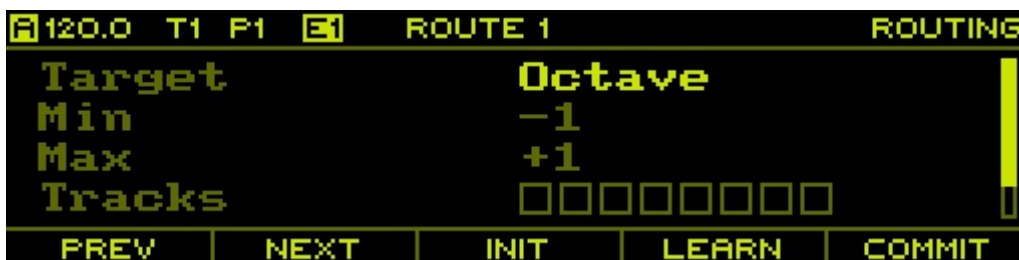 A 120.0 T1 P1 E1 ROUTE 1 ROUTING
Target Octave
Min -1
Max +1
Tracks
PREV NEXT INIT LEARN COMMIT